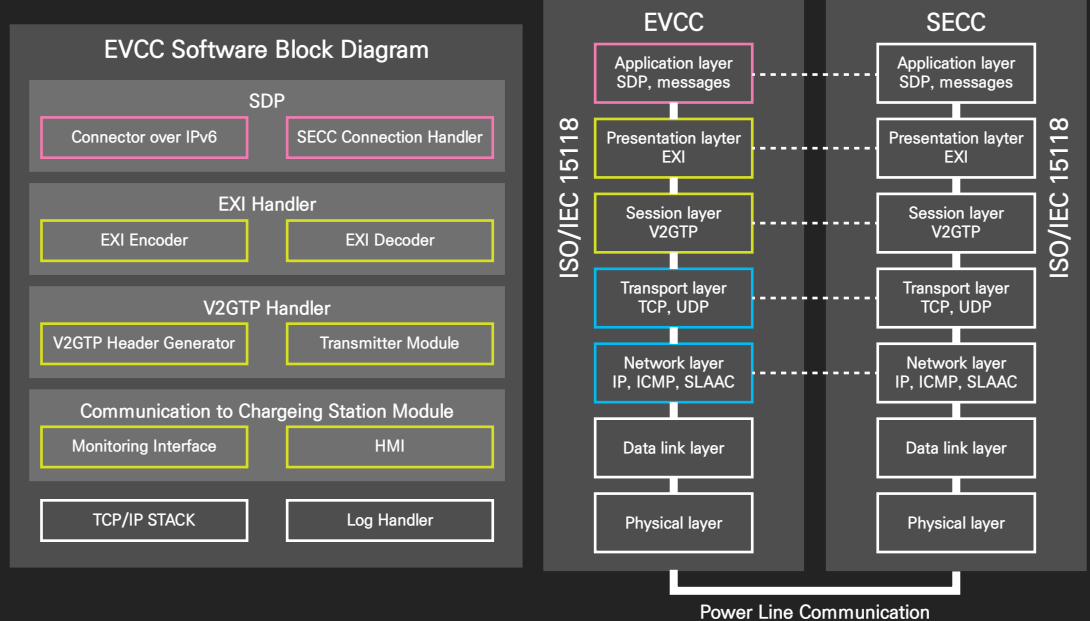 EVCC Software Block Diagram
SDP
Connector over IPv6
SECC Connection Handler
EXI Handler
EXI Encoder
EXI Decoder
V2GTP Handler
V2GTP Header Generator
Transmitter Module
Communication to Chargeing Station Module
Monitoring Interface
HMI
TCP/IP STACK
Log Handler
EVCC
ISO/IEC 15118
Application layer
SDP, messages
Presentation layter
EXI
Session layer
V2GTP
Transport layer
TCP, UDP
Network layer
IP, ICMP, SLAAC
Data link layer
Physical layer
SECC
Application layer
SDP, messages
Presentation layer
EXI
Session layer
V2GTP
Transport layer
TCP, UDP
Network layer
IP, ICMP, SLAAC
Data link layer
Physical layer
ISO/IEC 15118
Power Line Communication